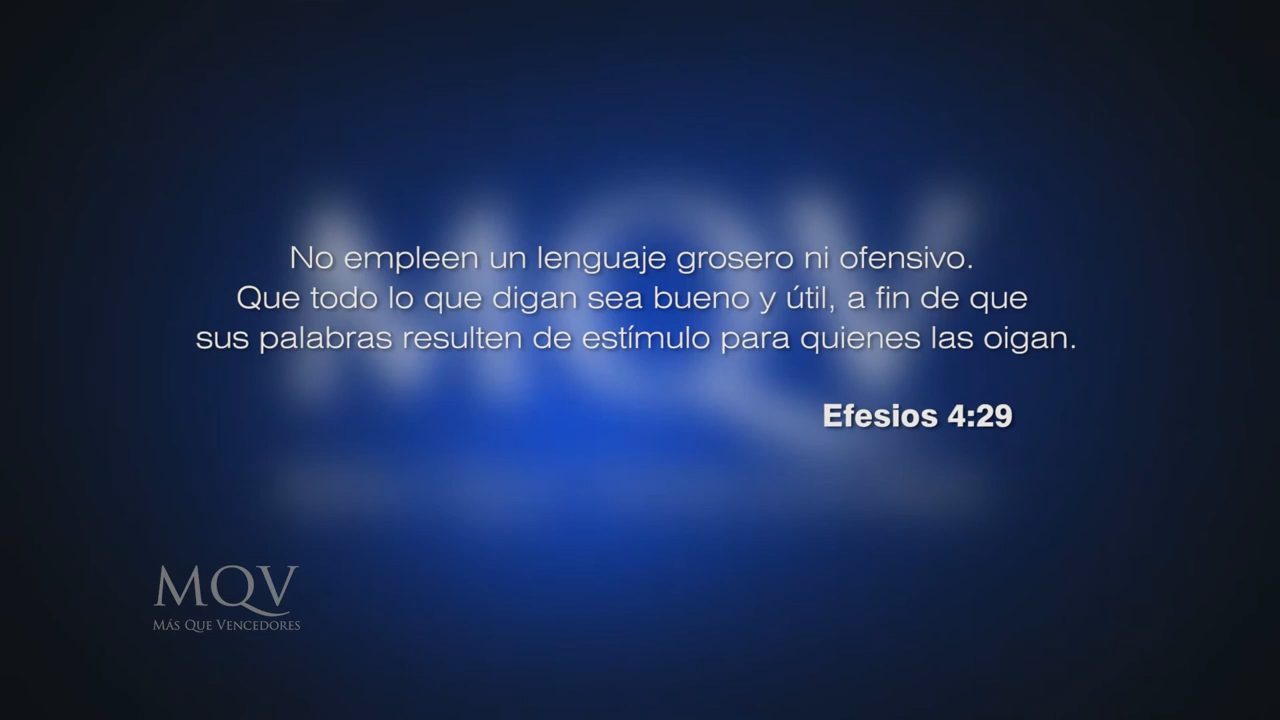 No empleen un lenguaje grosero ni ofensivo.
Que todo lo que digan sea bueno y útil, a fin de que
sus palabras resulten de estímulo para quienes las oigan.
Efesios 4:29
MQV
MÁS QUE VENCEDORES